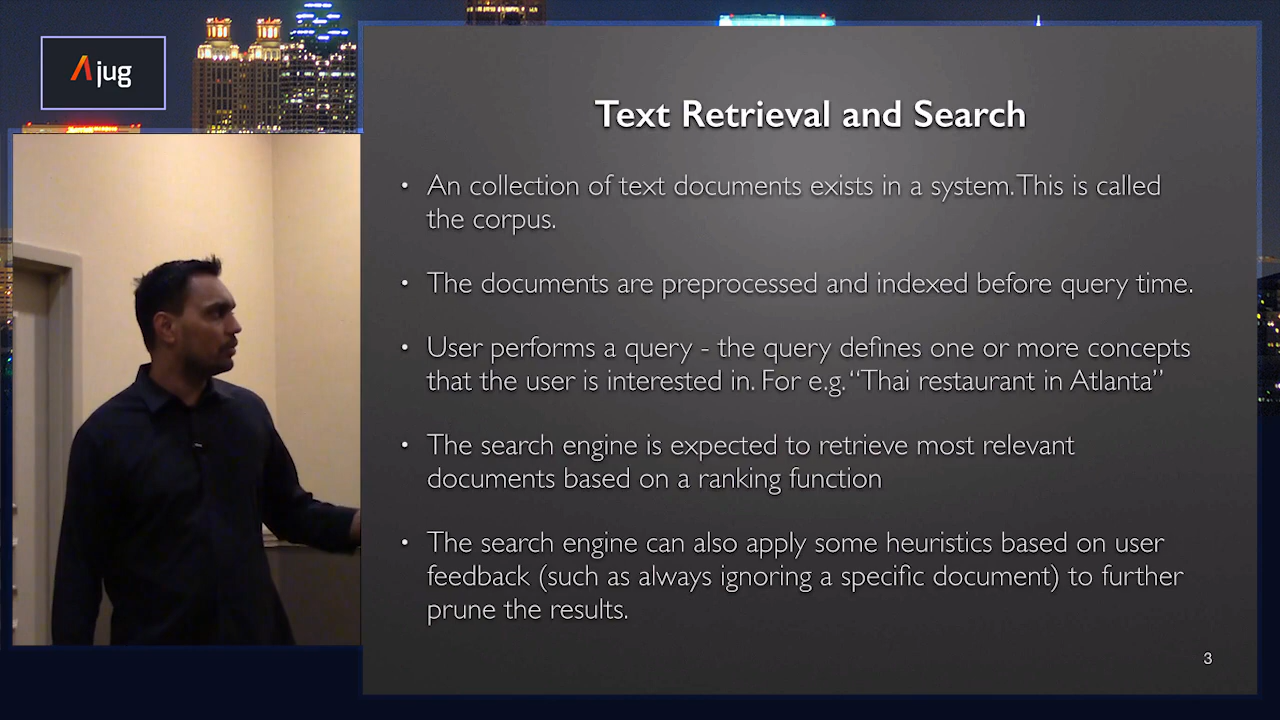 jug
Text Retrieval and Search
• An collection of text documents exists in a system. This is called
the corpus.
• The documents are preprocessed and indexed before query time.
• User performs a query - the query defines one or more concepts
that the user is interested in. For e.g. “Thai restaurant in Atlanta”
• The search engine is expected to retrieve most relevant
documents based on a ranking function
• The search engine can also apply some heuristics based on user
feedback (such as always ignoring a specific document) to further
prune the results.
3